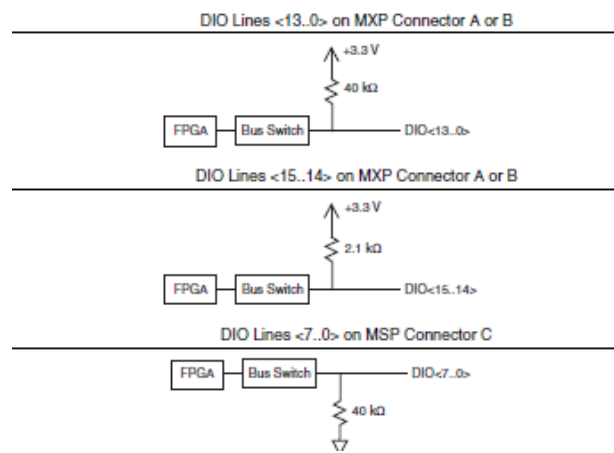 DIO Lines <13..0> on MXP Connector A or B
+3.3 V
40 kΩ
FPGA Bus Switch DIO<13..0>
DIO Lines <15..14> on MXP Connector A or B
+3.3 V
2.1 kΩ
FPGA Bus Switch DIO<15..14>
DIO Lines <7..0> on MSP Connector C
FPGA Bus Switch DIO<7..0>
40 kΩ